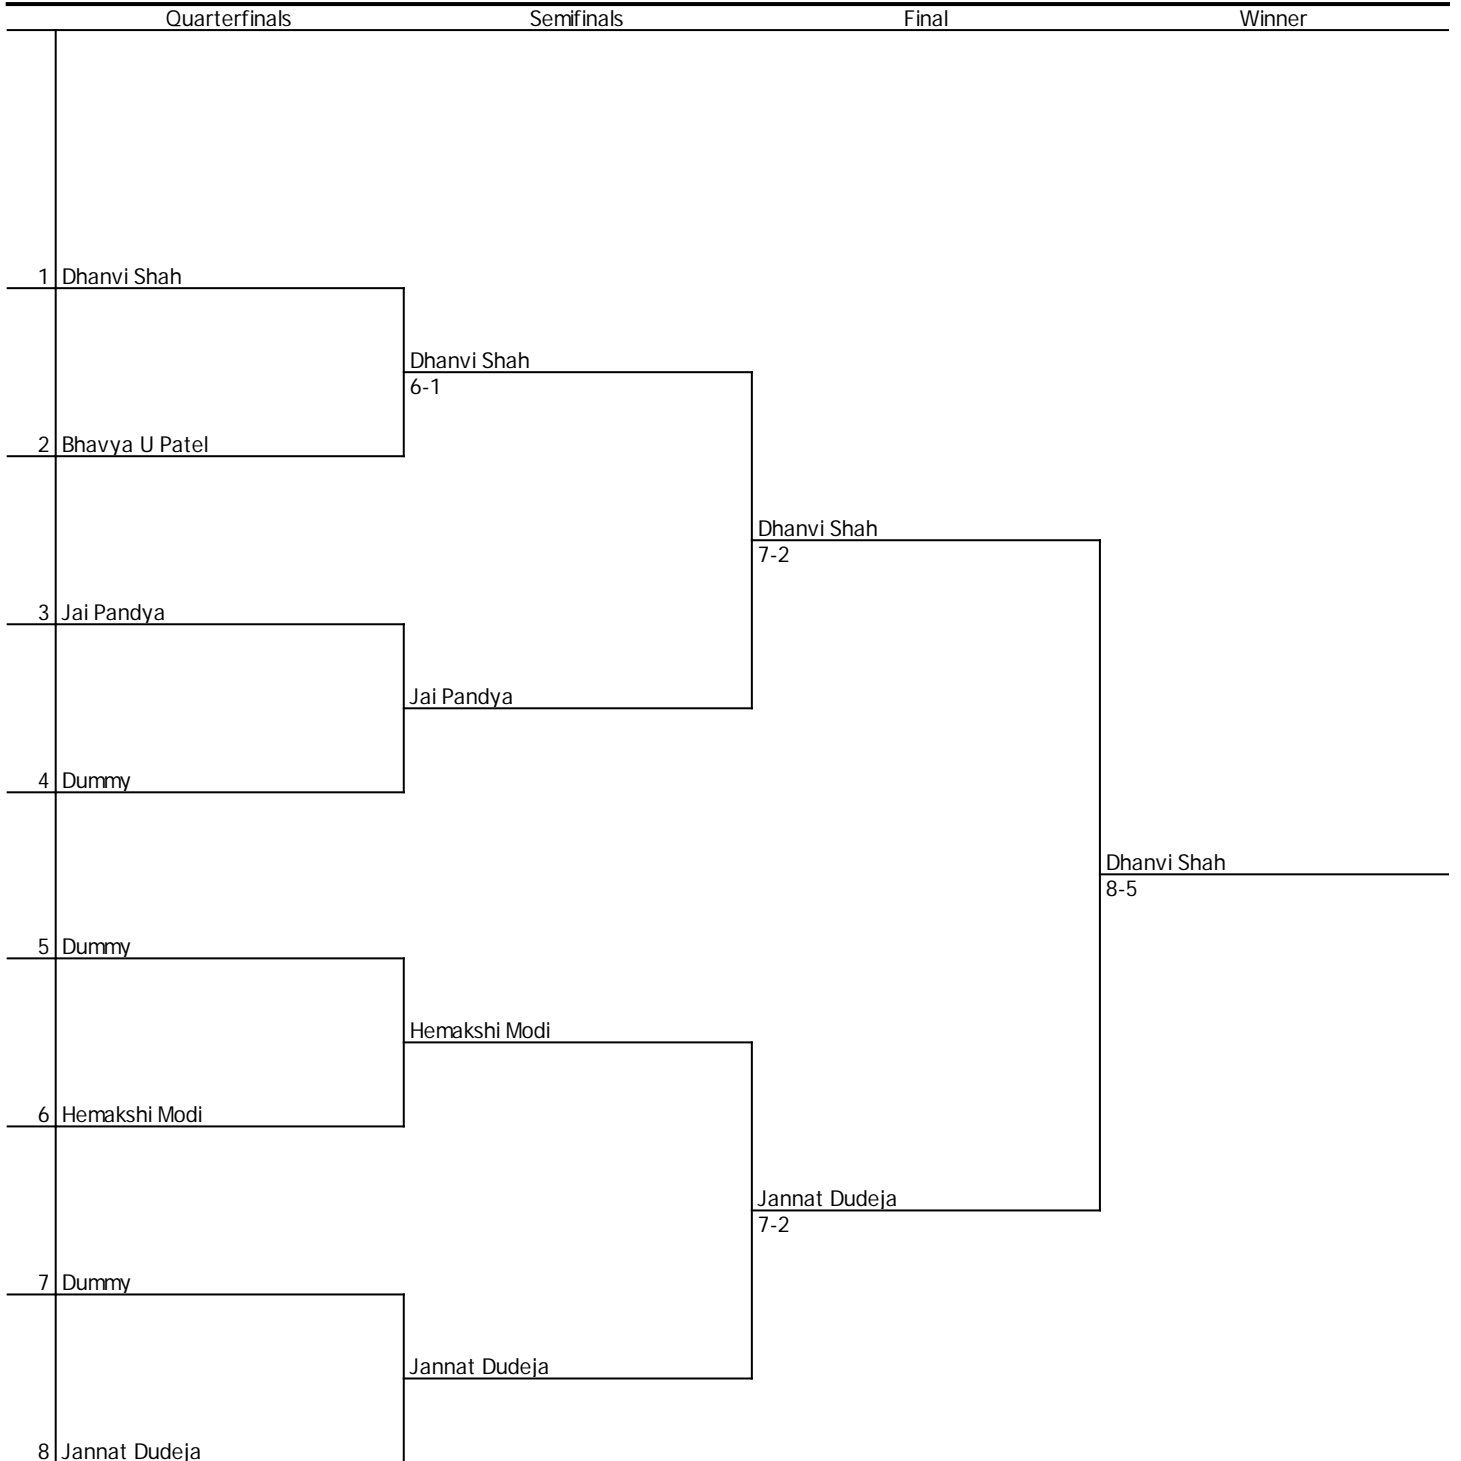 Quarterfinals Semifinals Final Winner
1 Dhanvi Shah
Dhanvi Shah
6-1
2 Bhavya U Patel
Dhanvi Shah
7-2
3 Jai Pandya
Jai Pandya
4 Dummy
Dhanvi Shah
8-5
5 Dummy
Hemakshi Modi
6 Hemakshi Modi
Jannat Dudeja
7-2
7 Dummy
Jannat Dudeja
8 Jannat Dudeja